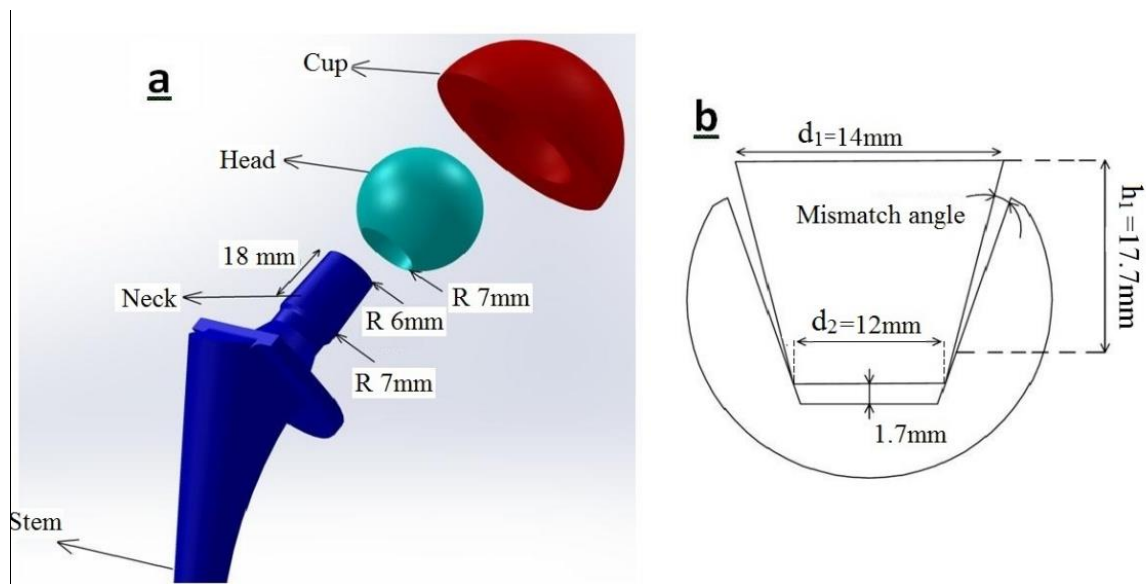 a
Cup
Head
18 mm
Neck
R 7mm
R 6mm
R 7mm
Stem
b
d₁=14mm
Mismatch angle
h₁=17.7mm
d₂=12mm
1.7mm